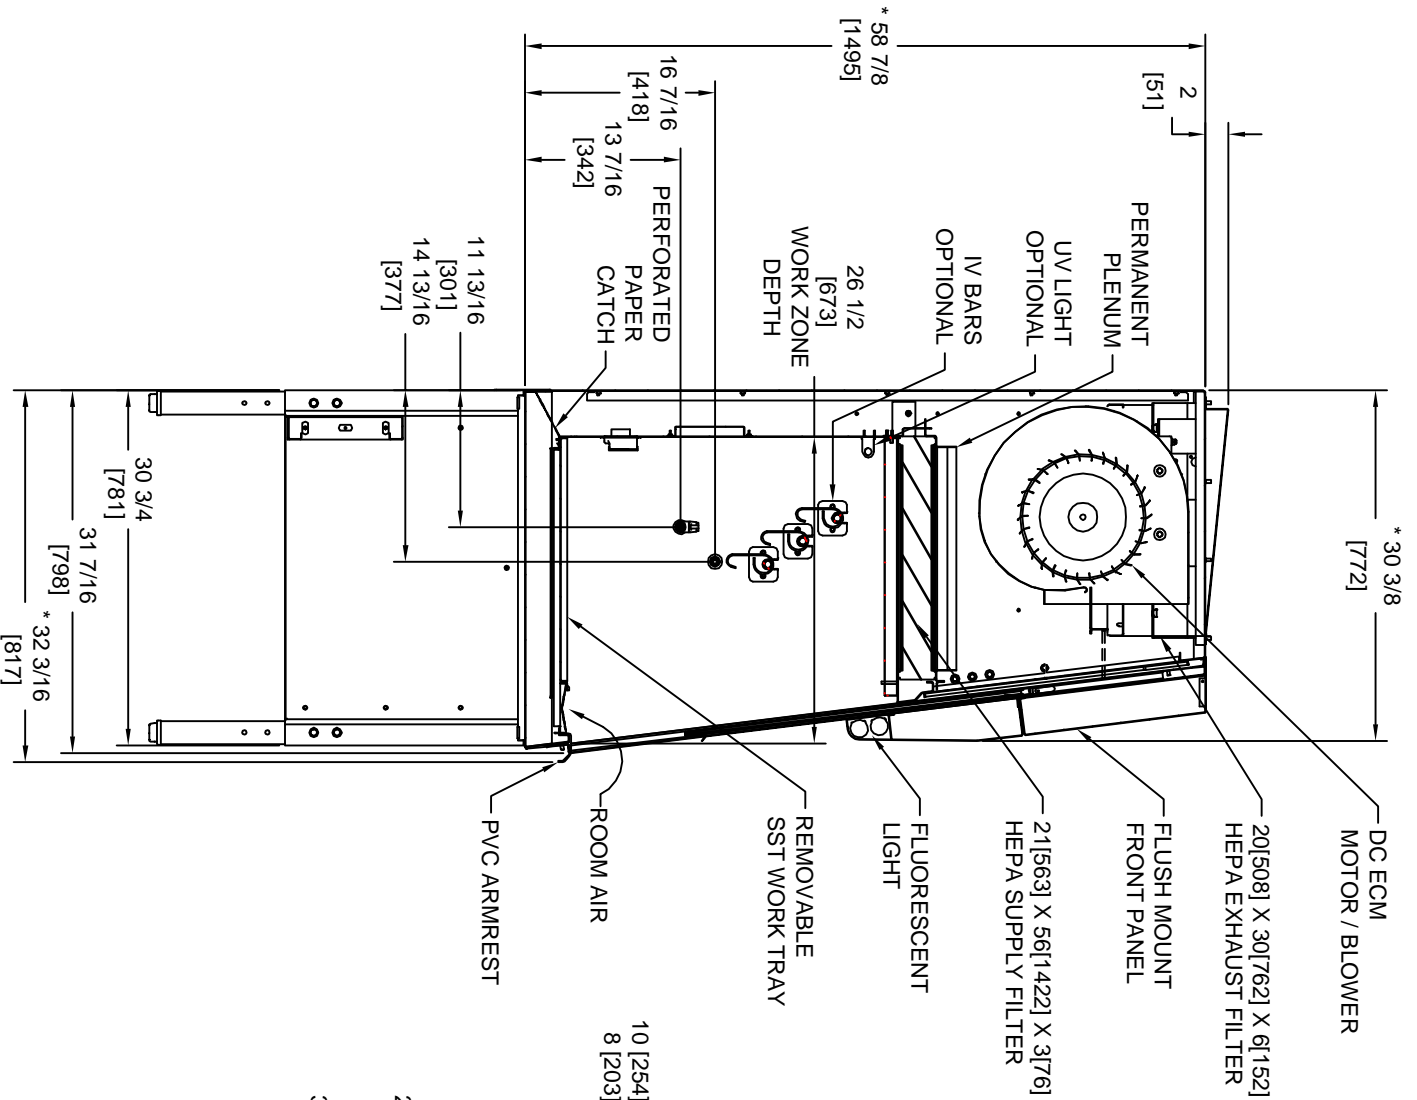 * 58 7/8
[1495]
2
[51]
16 7/16
[418]
13 7/16
[342]
PERFORATED
PAPER
CATCH
11 13/16
[301]
14 13/16
[377]
PERMANENT
PLENUM
UV LIGHT
OPTIONAL
IV BARS
OPTIONAL
26 1/2
[673]
WORK ZONE
DEPTH
* 30 3/8
[772]
30 3/4
[781]
31 7/16
[798]
* 32 3/16
[817]
DC ECM
MOTOR / BLOWER
20[508] X 30[762] X 6[152]
HEPA EXHAUST FILTER
FLUSH MOUNT
FRONT PANEL
21[563] X 56[1422] X 3[76]
HEPA SUPPLY FILTER
FLUORESCENT
LIGHT
REMOVABLE
SST WORK TRAY
ROOM AIR
PVC ARMREST
10 [254]
8 [203]